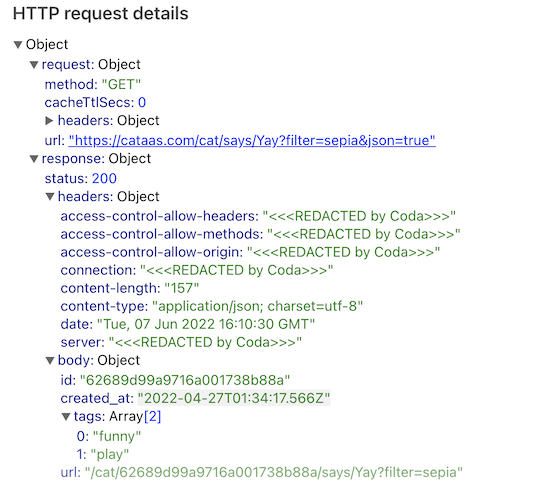 HTTP request details
Object
request: Object
method: "GET"
cacheTtlSecs: 0
headers: Object
url: "https://cataas.com/cat/says/Yay?filter=sepia&json=true"
response: Object
status: 200
headers: Object
access-control-allow-headers: "<<<REDACTED by Coda>>>"
access-control-allow-methods: "<<<REDACTED by Coda>>>"
access-control-allow-origin: "<<<REDACTED by Coda>>>"
connection: "<<<REDACTED by Coda>>>"
content-length: "157"
content-type: "application/json; charset=utf-8"
date: "Tue, 07 Jun 2022 16:10:30 GMT"
server: "<<<REDACTED by Coda>>>"
body: Object
id: "62689d99a9716a001738b88a"
created_at: "2022-04-27T01:34:17.566Z"
tags: Array[2]
0: "funny"
1: "play"
url: "/cat/62689d99a9716a001738b88a/says/Yay?filter=sepia"